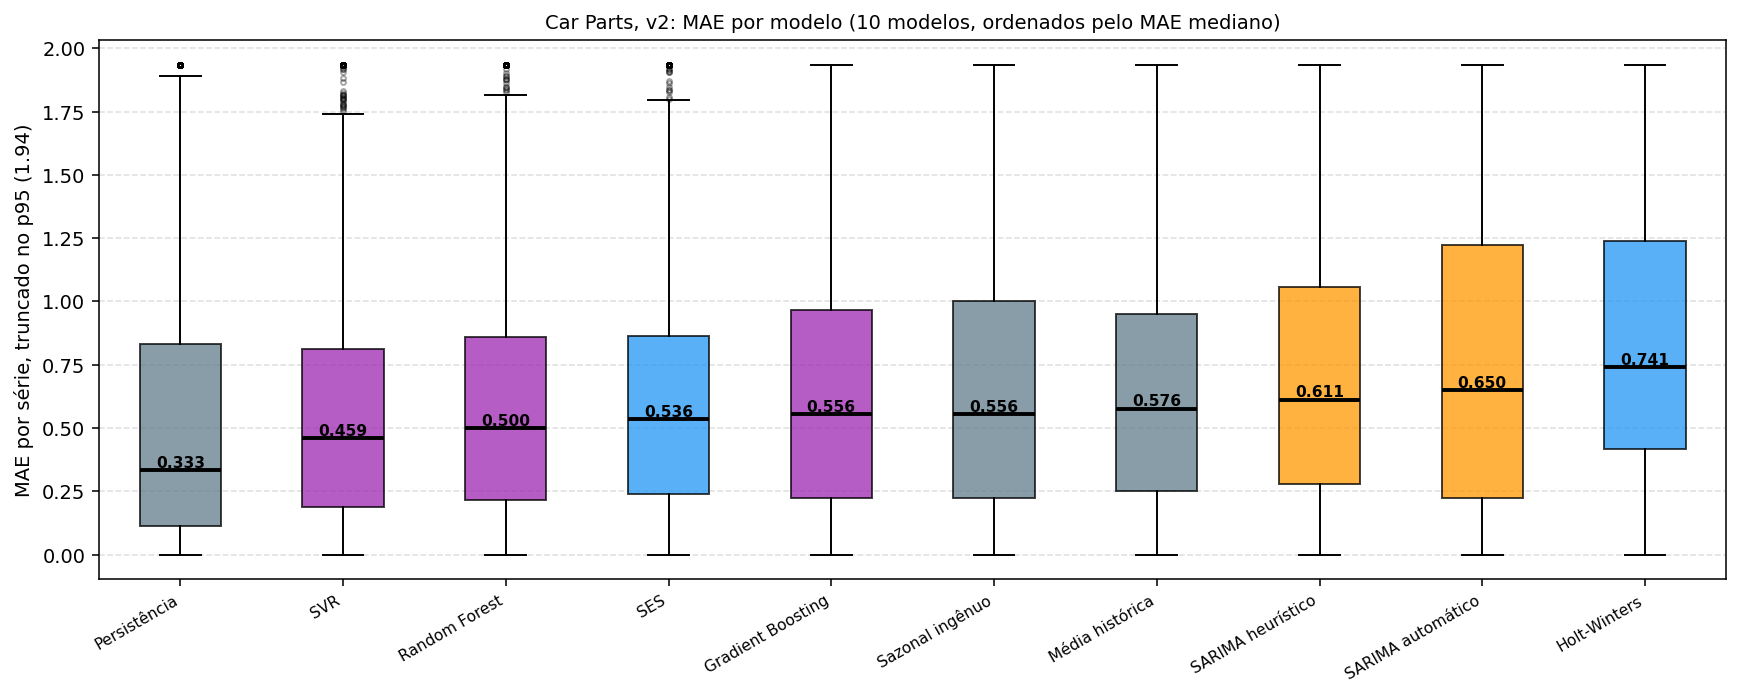 Car Parts, v2: MAE por modelo (10 modelos, ordenados pelo MAE mediano)
MAE por série, truncado no p95 (1.94)
2.00
1.75
1.50
1.25
1.00
0.75
0.50
0.25
0.00
0.333
0.459
0.500
0.536
0.556
0.556
0.576
0.611
0.650
0.741
Persistência
SVR
Random Forest
SES
Gradient Boosting
Sazonal ingênuo
Média histórica
SARIMA heurístico
SARIMA automático
Holt-Winters